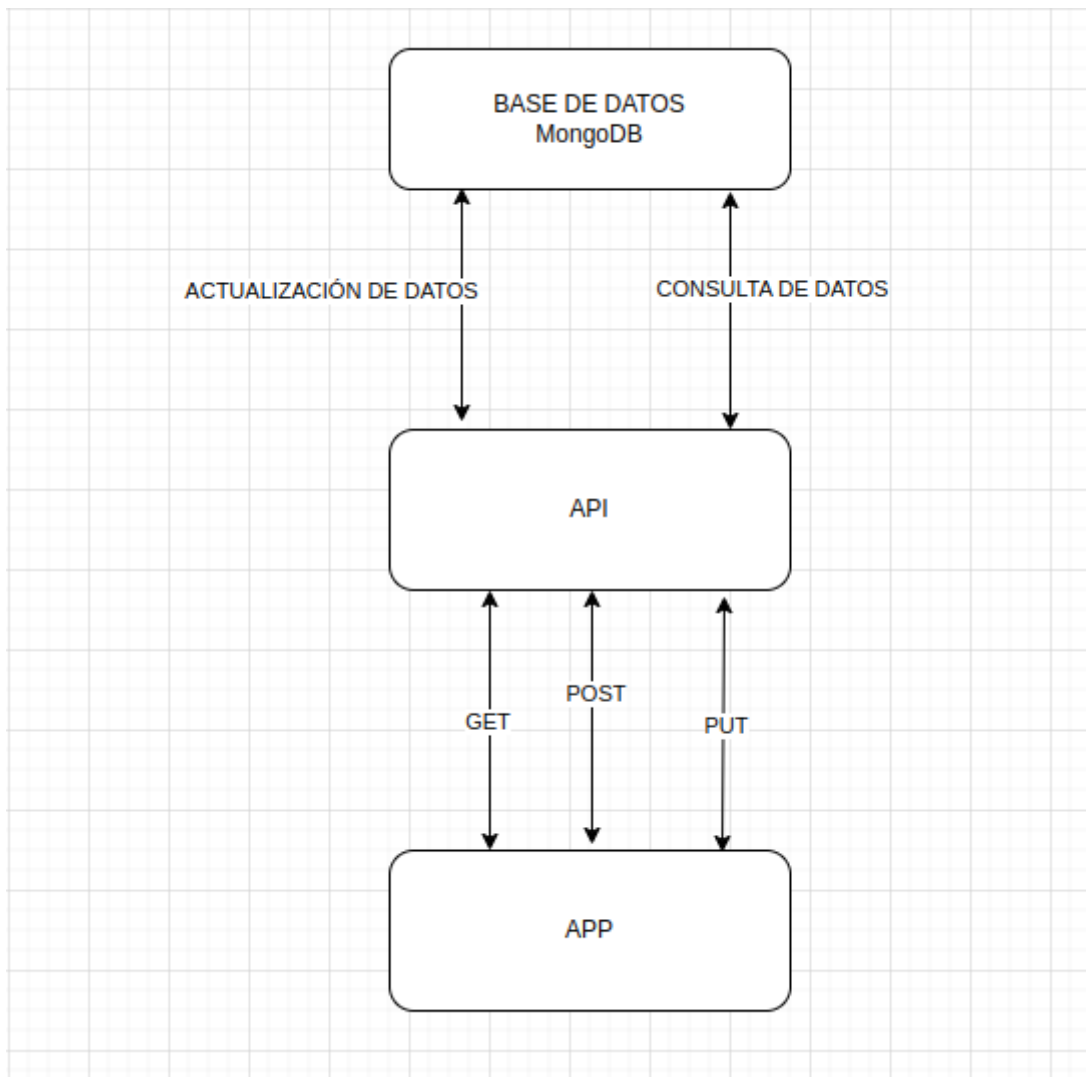 BASE DE DATOS
MongoDB
ACTUALIZACIÓN DE DATOS
CONSULTA DE DATOS
API
GET
POST
PUT
APP